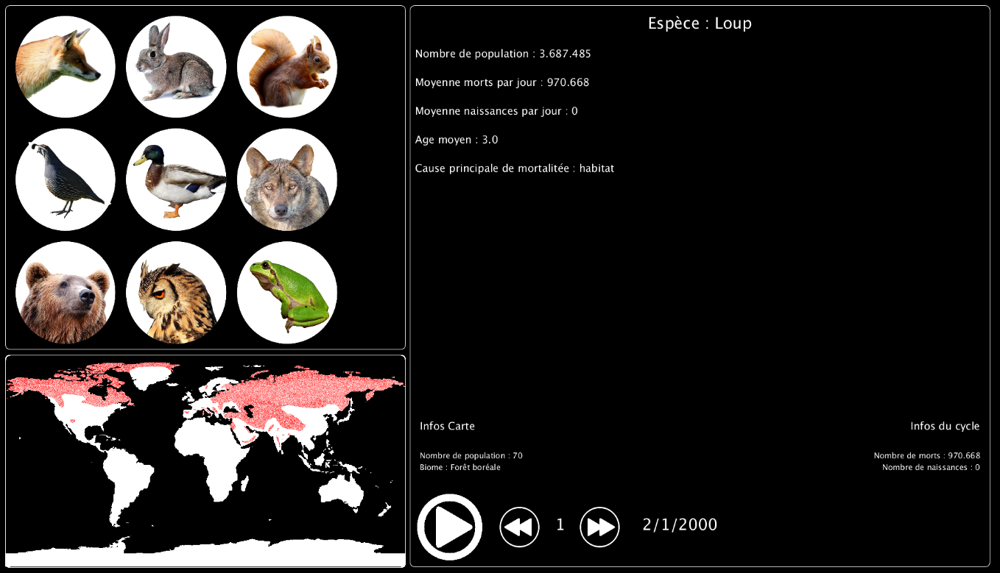 Espèce : Loup
Nombre de population : 3.687.485
Moyenne morts par jour : 970.668
Moyenne naissances par jour : 0
Age moyen : 3.0
Cause principale de mortalitée : habitat
Infos Carte
Nombre de population : 70
Biome : Forêt boréale
Infos du cycle
Nombre de morts : 970.668
Nombre de naissances : 0
1
2/1/2000